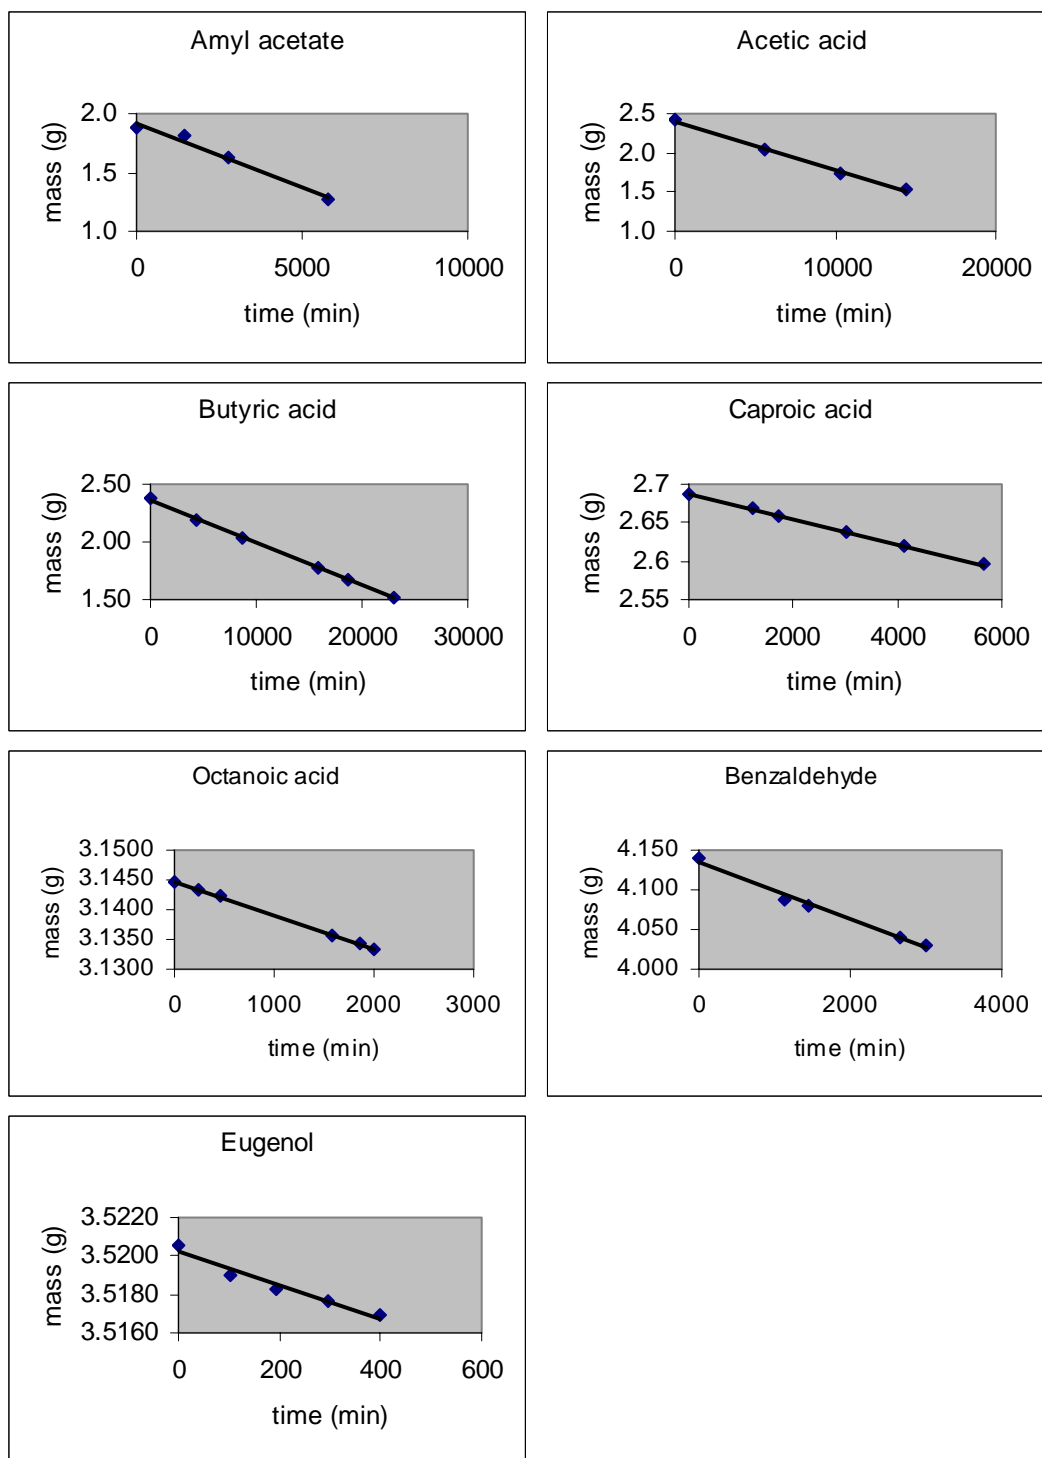 Amyl acetate
2.0
1.5
1.0
mass (g)
0 5000 10000
time (min)
Acetic acid
2.5
2.0
1.5
1.0
mass (g)
0 10000 20000
time (min)
Butyric acid
2.50
2.00
1.50
mass (g)
0 10000 20000 30000
time (min)
Caproic acid
2.7
2.65
2.6
2.55
mass (g)
0 2000 4000 6000
time (min)
Octanoic acid
3.1500
3.1450
3.1400
3.1350
3.1300
mass (g)
0 1000 2000 3000
time (min)
Benzaldehyde
4.150
4.100
4.050
4.000
mass (g)
0 2000 4000
time (min)
Eugenol
3.5220
3.5200
3.5180
3.5160
mass (g)
0 200 400 600
time (min)